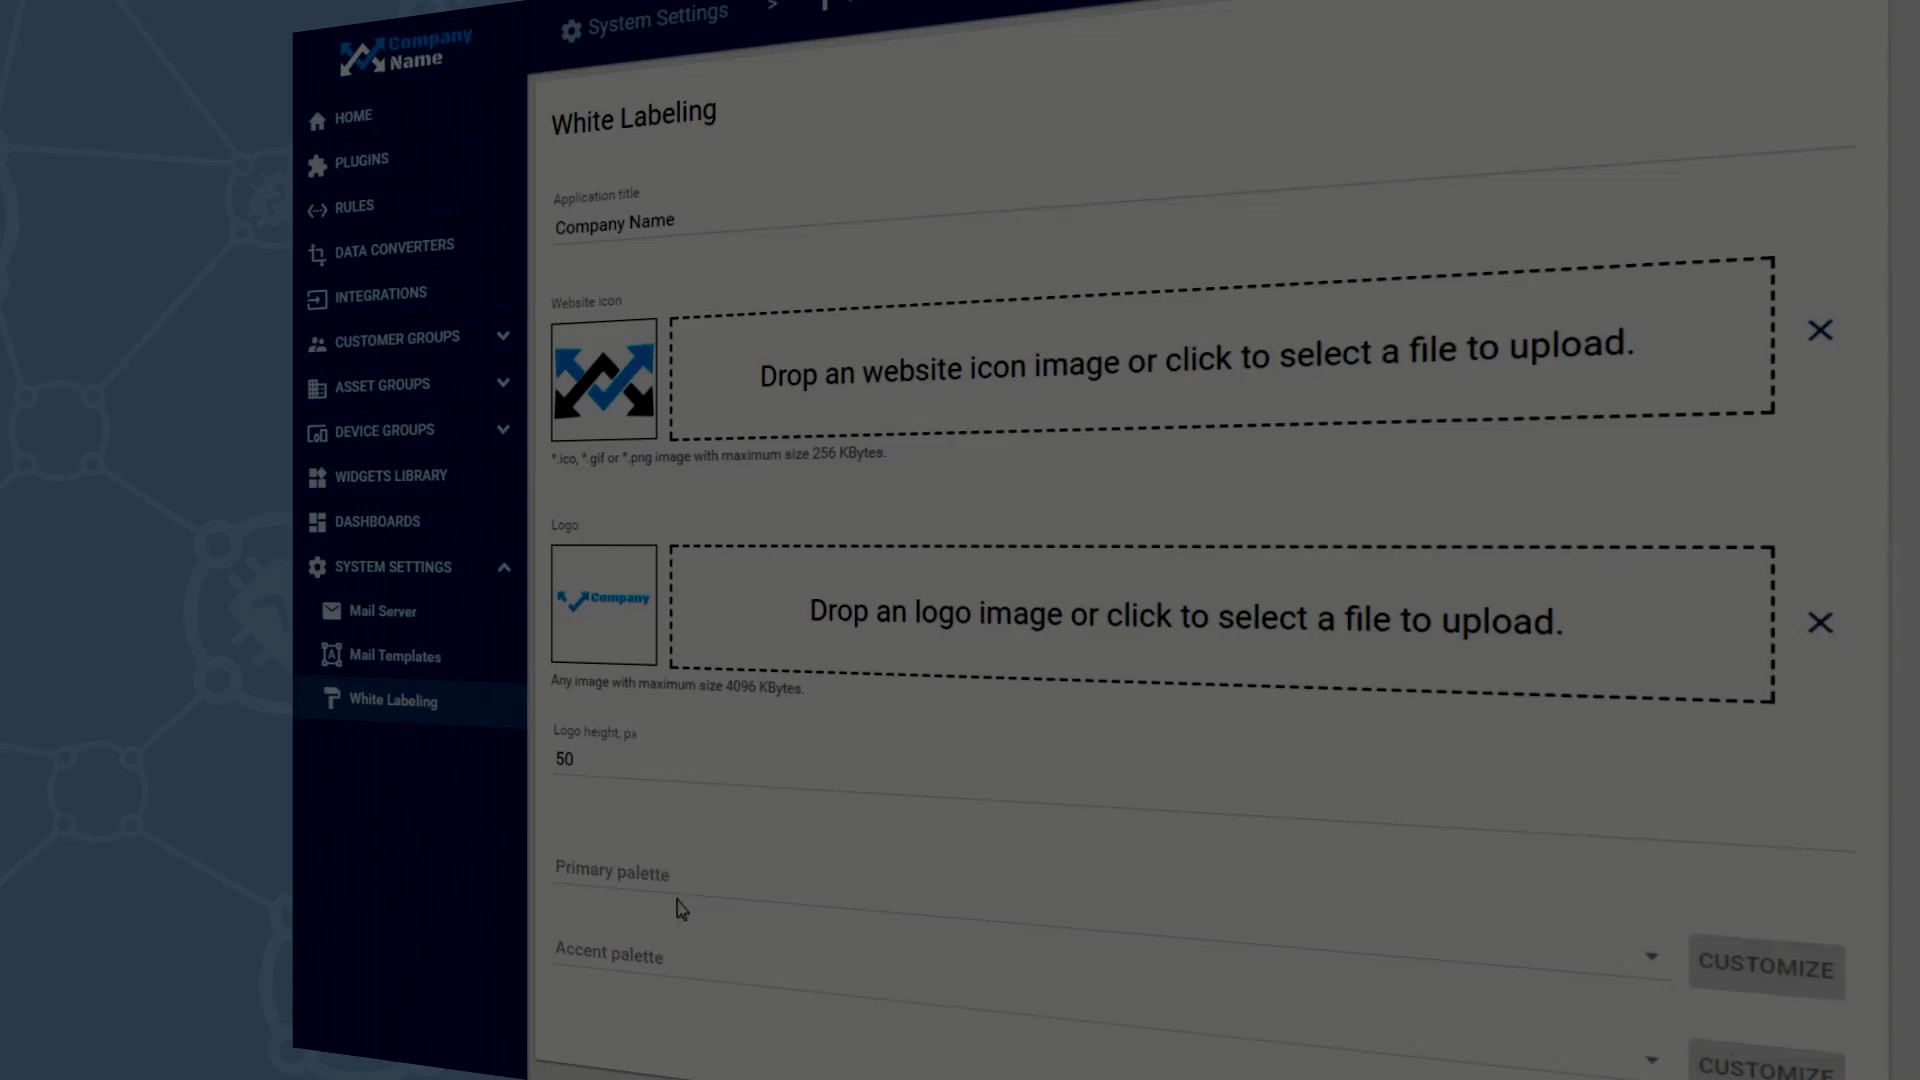 Company
Name
HOME
PLUGINS
RULES
DATA CONVERTERS
INTEGRATIONS
CUSTOMER GROUPS
ASSET GROUPS
DEVICE GROUPS
WIDGETS LIBRARY
DASHBOARDS
SYSTEM SETTINGS
Mail Server
Mail Templates
White Labeling
System Settings >
White Labeling
Application title
Company Name
Website icon
Drop an website icon image or click to select a file to upload.
*.ico, *.gif or *.png image with maximum size 256 KBytes.
Logo
Company
Drop an logo image or click to select a file to upload.
Any image with maximum size 4096 KBytes.
Logo height, px
50
Primary palette
CUSTOMIZE
Accent palette
CUSTOMIZE